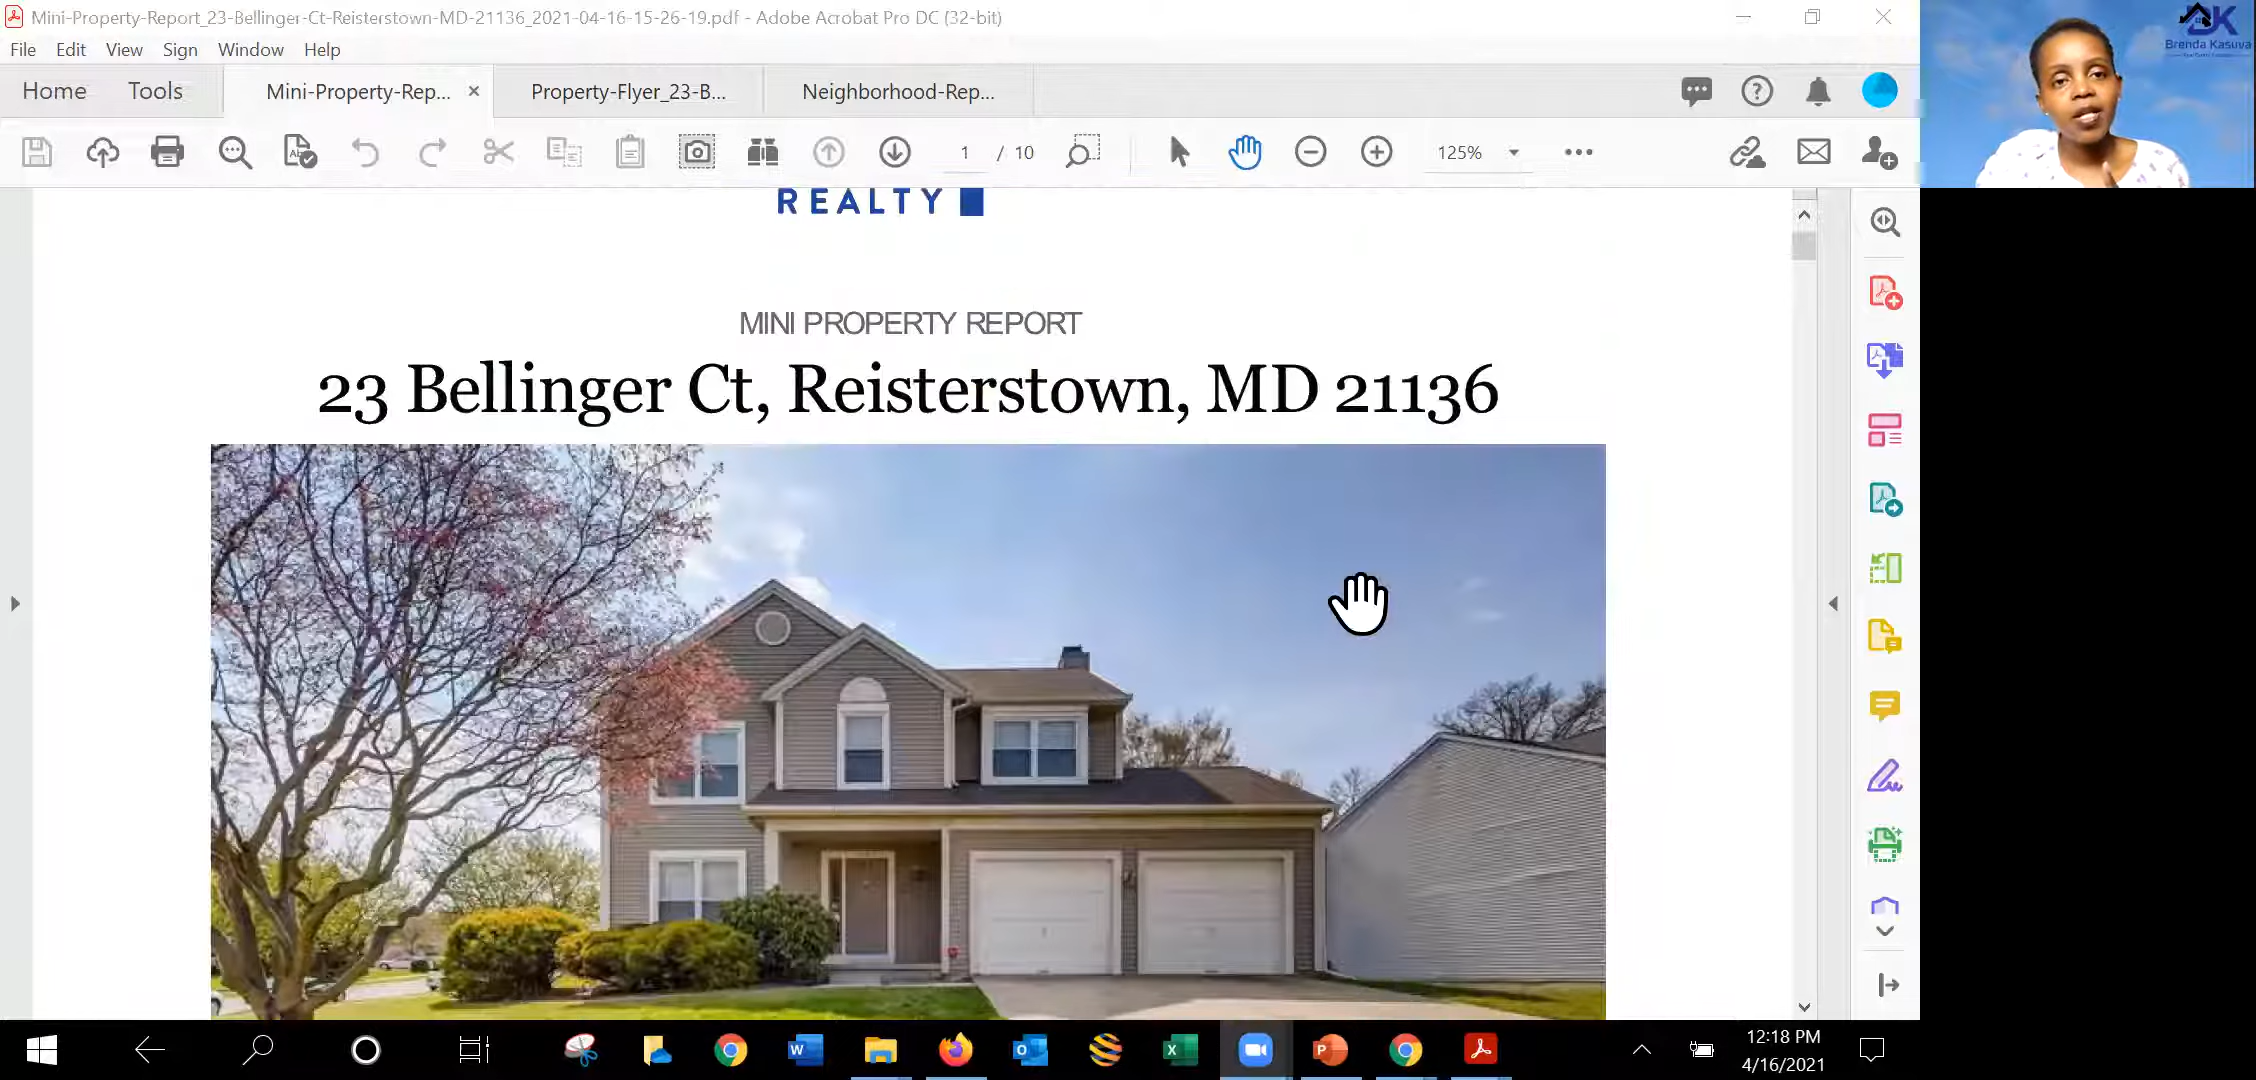 Mini-Property-Report_23-Bellinger-Ct-Reisterstown-MD-21136_2021-04-16-15-26-19.pdf - Adobe Acrobat Pro DC (32-bit)
File Edit View Sign Window Help
Home Tools Mini-Property-Rep... × Property-Flyer_23-B... Neighborhood-Rep...
1 / 10 125%
REALTY
MINI PROPERTY REPORT
23 Bellinger Ct, Reisterstown, MD 21136
BK
Brenda Kasuva
12:18 PM
4/16/2021